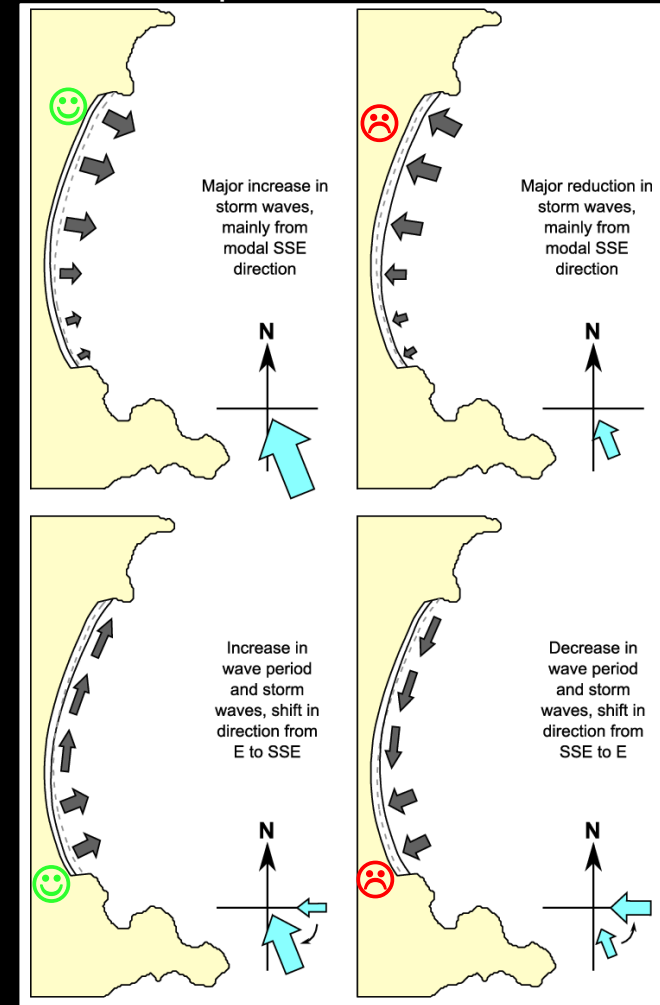 Major increase in
storm waves,
mainly from
modal SSE
direction
N
Major reduction in
storm waves,
mainly from
modal SSE
direction
N
Increase in
wave period
and storm
waves, shift in
direction from
E to SSE
N
Decrease in
wave period
and storm
waves, shift in
direction from
SSE to E
N